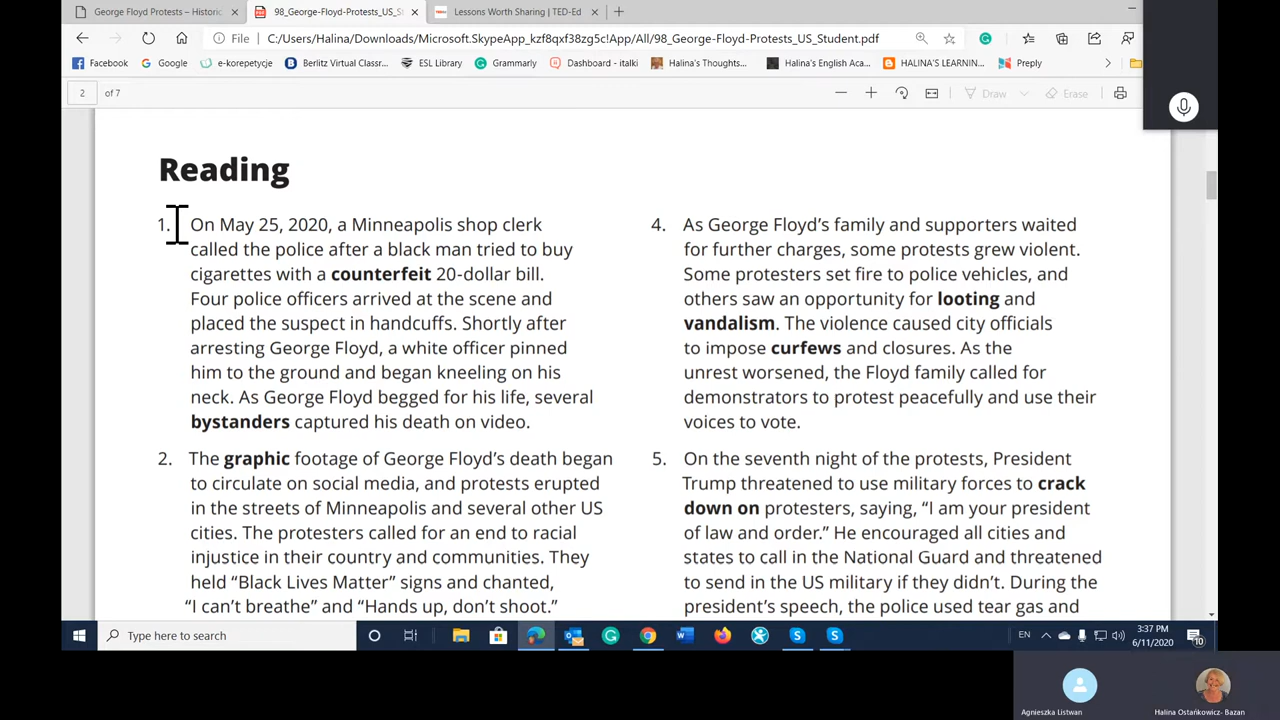 George Floyd Protests – Historic
98_George-Floyd-Protests_US_S
Lessons Worth Sharing | TED-Ed
File
C:/Users/Halina/Downloads/Microsoft.SkypeApp_kzf8qxf38zg5c!App/All/98_George-Floyd-Protests_US_Student.pdf
Facebook
Google
e-korepetycje
Berlitz Virtual Classr...
ESL Library
Grammarly
Dashboard - italki
Halina's Thoughts...
Halina's English Aca...
HALINA'S LEARNIN...
Preply
2 of 7
Draw
Erase
Reading
1. On May 25, 2020, a Minneapolis shop clerk
called the police after a black man tried to buy
cigarettes with a counterfeit 20-dollar bill.
Four police officers arrived at the scene and
placed the suspect in handcuffs. Shortly after
arresting George Floyd, a white officer pinned
him to the ground and began kneeling on his
neck. As George Floyd begged for his life, several
bystanders captured his death on video.
2. The graphic footage of George Floyd's death began
to circulate on social media, and protests erupted
in the streets of Minneapolis and several other US
cities. The protesters called for an end to racial
injustice in their country and communities. They
held "Black Lives Matter" signs and chanted,
"I can't breathe" and "Hands up, don't shoot."
4. As George Floyd's family and supporters waited
for further charges, some protests grew violent.
Some protesters set fire to police vehicles, and
others saw an opportunity for looting and
vandalism. The violence caused city officials
to impose curfews and closures. As the
unrest worsened, the Floyd family called for
demonstrators to protest peacefully and use their
voices to vote.
5. On the seventh night of the protests, President
Trump threatened to use military forces to crack
down on protesters, saying, "I am your president
of law and order." He encouraged all cities and
states to call in the National Guard and threatened
to send in the US military if they didn't. During the
president's speech, the police used tear gas and
Type here to search
EN
3:37 PM
6/11/2020
10
Agnieszka Listwan
Halina Ostańkowicz- Bazan